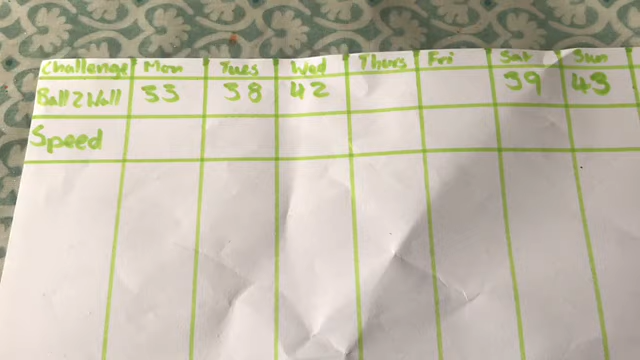 Challenge Mon Tues Wed Thurs Fri Sat Sun
Ball 2 Wall 33 38 42 39 43
Speed